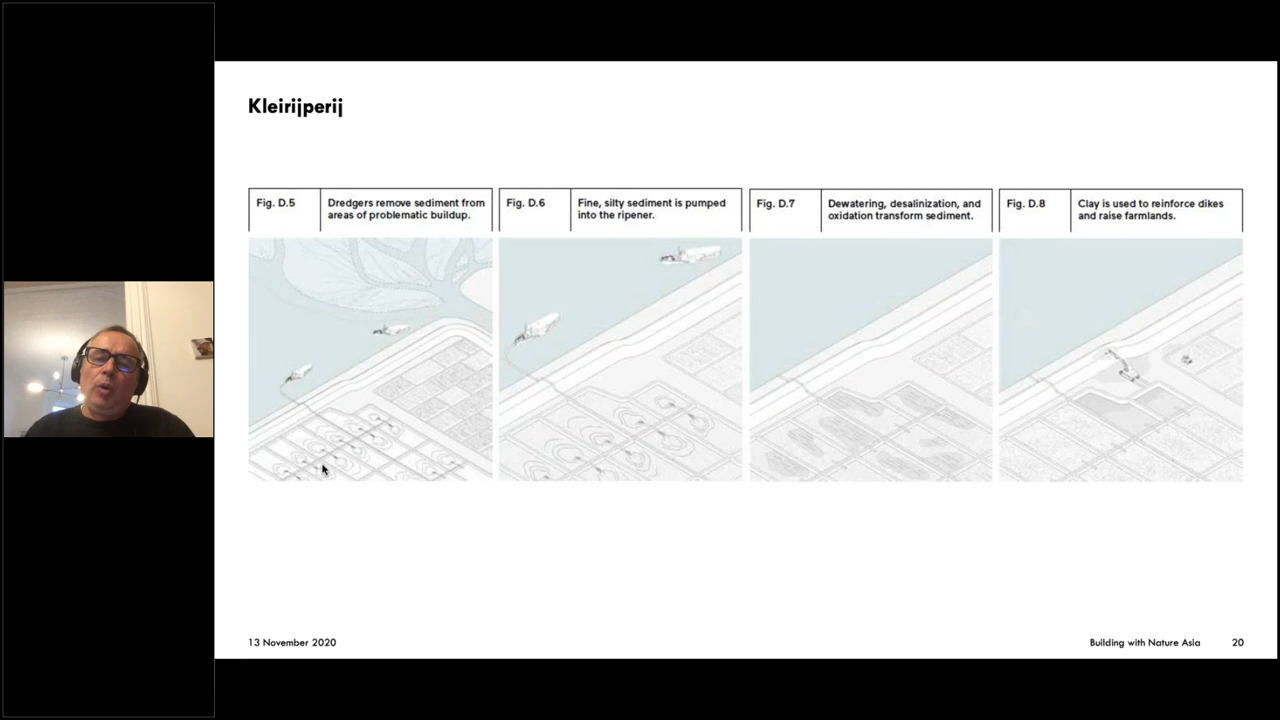 Kleirijperij
Fig. D.5
Dredgers remove sediment from
areas of problematic buildup.
Fig. D.6
Fine, silty sediment is pumped
into the ripener.
Fig. D.7
Dewatering, desalinization, and
oxidation transform sediment.
Fig. D.8
Clay is used to reinforce dikes
and raise farmlands.
13 November 2020
Building with Nature Asia
20